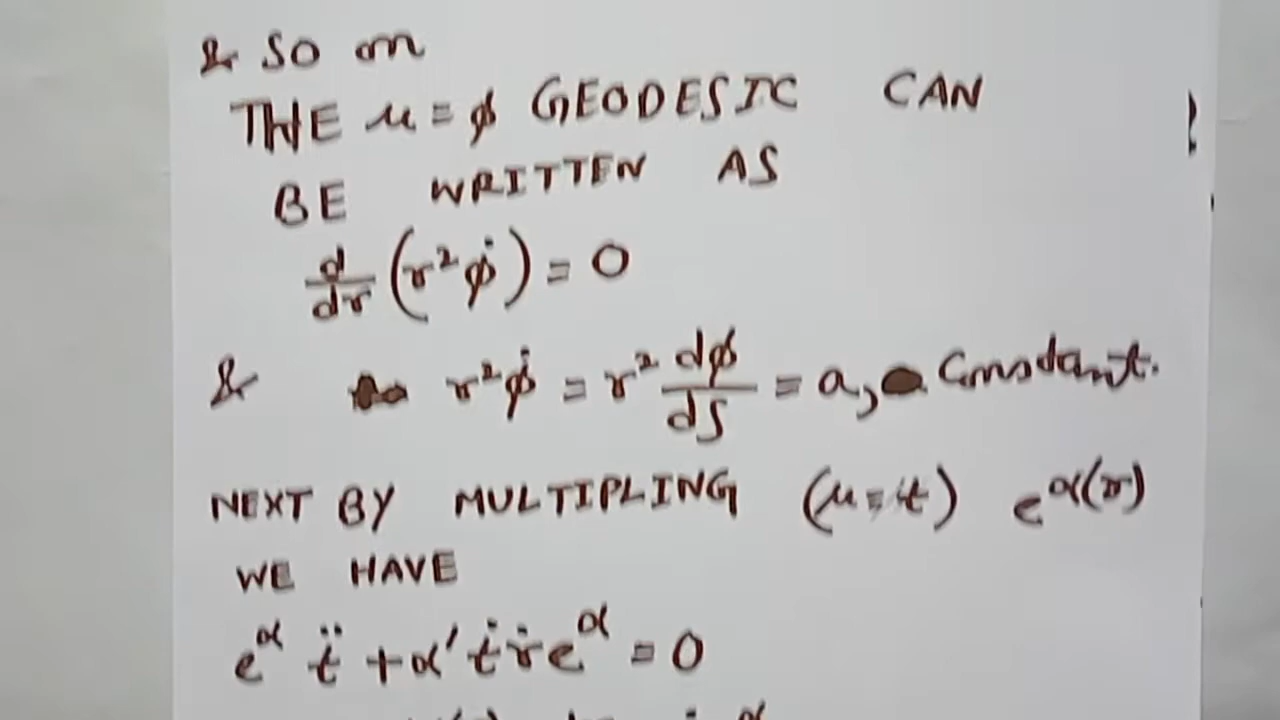 & SO on
THE μ = ϕ GEODESIC CAN
BE WRITTEN AS
d/dr (r²ϕ̇) = 0
& r²ϕ̇ = r² dϕ/ds = a, Constant.
NEXT BY MULTIPLING (μ = t) e^α(r)
WE HAVE
e^α ẗ + α' ṫ ṙ e^α = 0